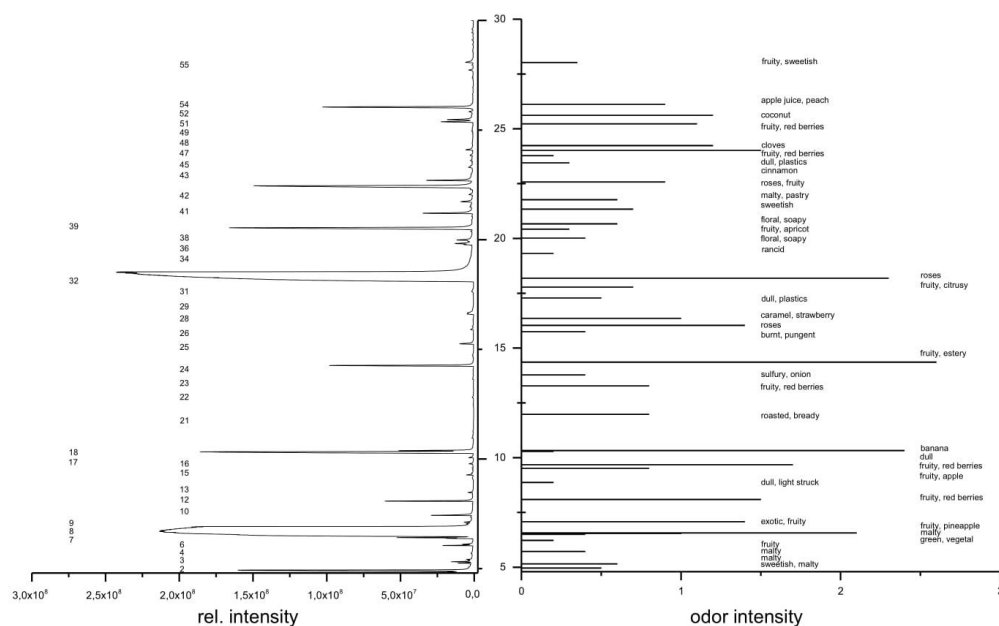 30
55
fruity, sweetish
54
apple juice, peach
52
coconut
51
25
fruity, red berries
49
48
cloves
47
fruity, red berries
45
dull, plastics
43
cinnamon
roses, fruity
42
malty, pastry
41
sweetish
39
floral, soapy
38
20
fruity, apricot
36
floral, soapy
34
rancid
32
roses
31
fruity, citrusy
29
dull, plastics
28
caramel, strawberry
26
roses
25
15
burnt, pungent
24
fruity, estery
23
sulfury, onion
22
fruity, red berries
21
roasted, bready
18
banana
17
10
dull
16
fruity, red berries
15
fruity, apple
13
dull, light struck
12
fruity, red berries
10
9
exotic, fruity
8
fruity, pineapple
7
malty
6
green, vegetal
4
fruity
3
malty
2
5
malty
sweetish, malty
3,0x10⁸
2,5x10⁸
2,0x10⁸
1,5x10⁸
1,0x10⁸
5,0x10⁷
0,0
0
1
2
rel. intensity
odor intensity